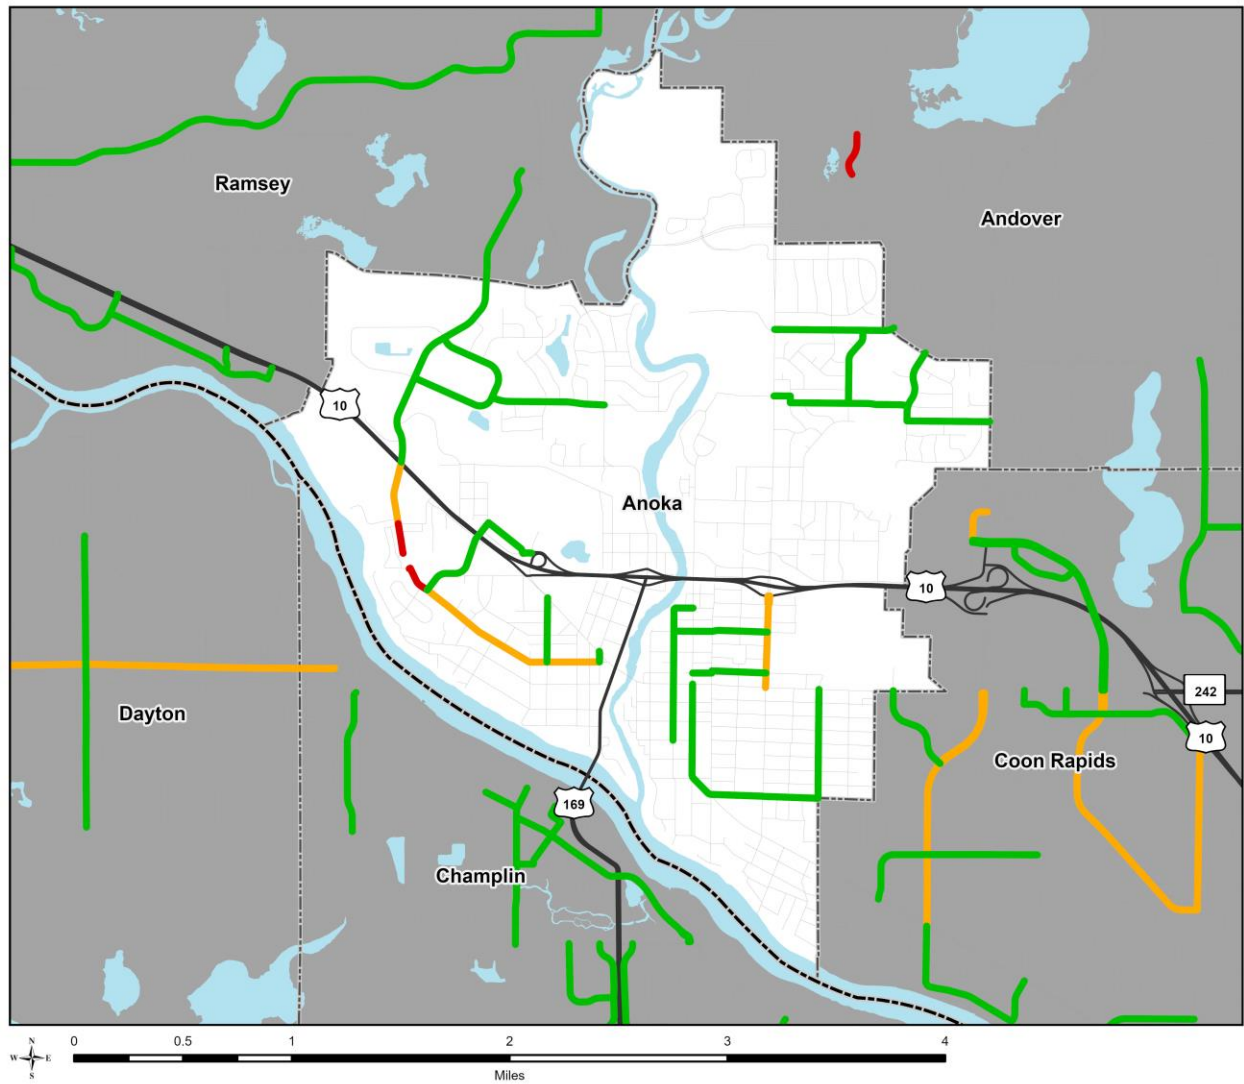 Ramsey
Andover
10
Anoka
10
242
Dayton
10
Coon Rapids
169
Champlin
N
W E
S
0 0.5 1 2 3 4
Miles